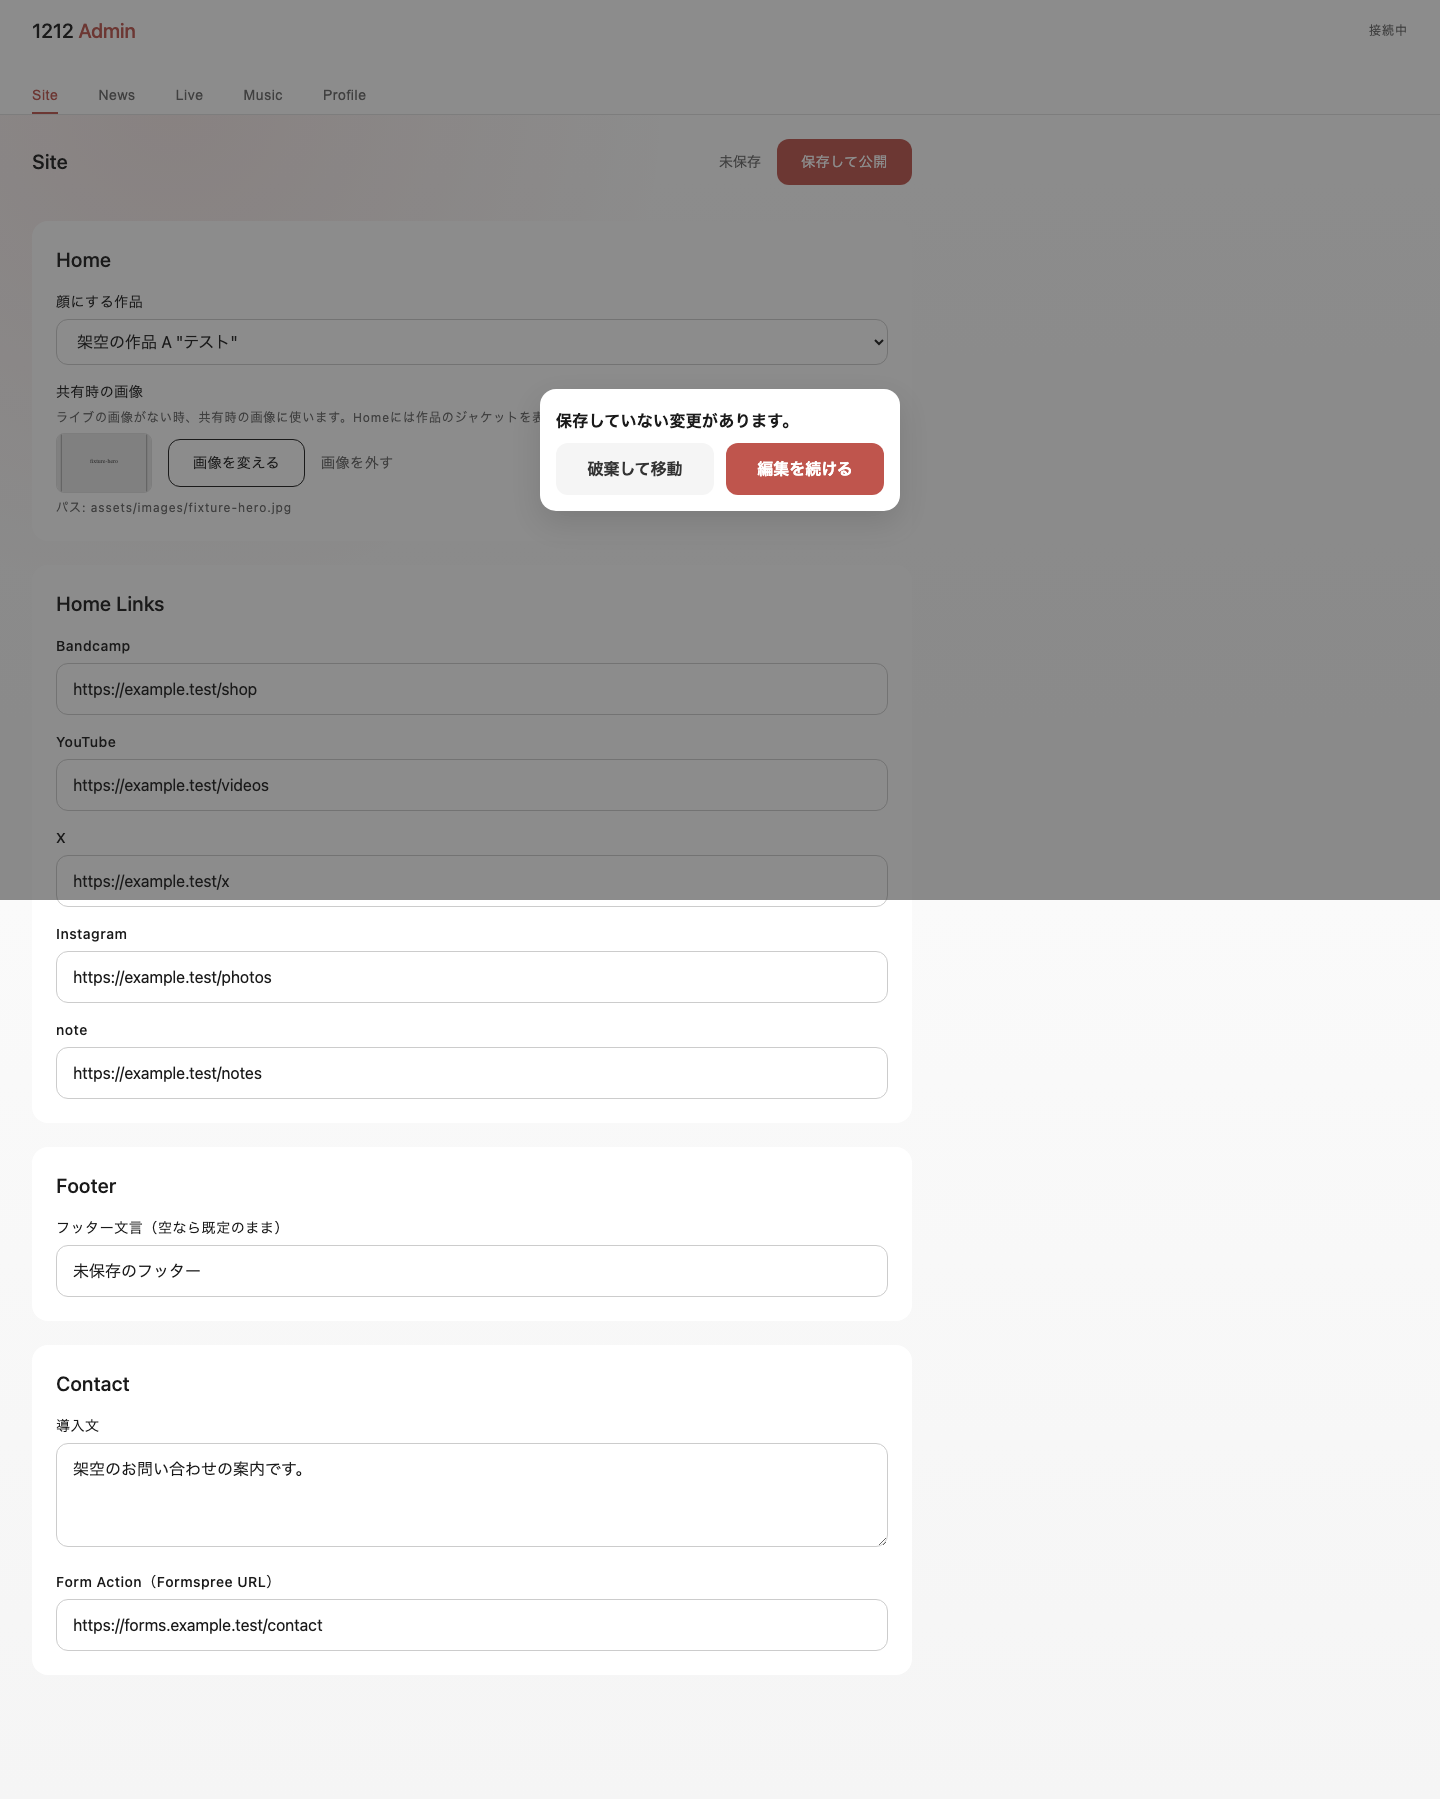 1212 Admin
接続中
Site
News
Live
Music
Profile
Site
未保存
保存して公開
Home
顔にする作品
架空の作品 A "テスト"
共有時の画像
ライブの画像がない時、共有時の画像に使います。Homeには作品のジャケットを表
画像を変える
画像を外す
パス: assets/images/fixture-hero.jpg
保存していない変更があります。
破棄して移動
編集を続ける
Home Links
Bandcamp
https://example.test/shop
YouTube
https://example.test/videos
X
https://example.test/x
Instagram
https://example.test/photos
note
https://example.test/notes
Footer
フッター文言（空なら既定のまま）
未保存のフッター
Contact
導入文
架空のお問い合わせの案内です。
Form Action（Formspree URL）
https://forms.example.test/contact